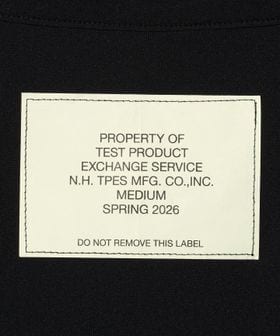 PROPERTY OF
TEST PRODUCT
EXCHANGE SERVICE
N.H. TPES MFG. CO.,INC.
MEDIUM
SPRING 2026
DO NOT REMOVE THIS LABEL